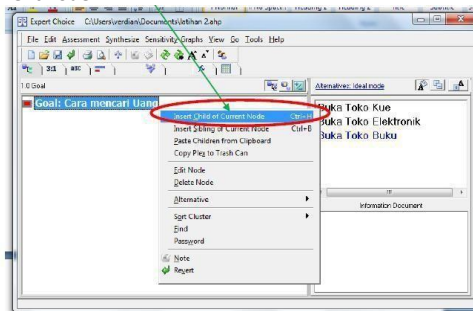 Expert Choice C:\Users\verdian\Documents\latihan 2.ahp
File Edit Assessment Synthesize Sensitivity-Graphs View Go Tools Help
3:1 ABC
1.0 Goal
Alternatives: Ideal mode
Goal: Cara mencari Uang
Buka Toko Kue
Buka Toko Elektronik
Buka Toko Buku
Insert Child of Current Node Ctrl+H
Insert Sibling of Current Node Ctrl+B
Paste Children from Clipboard
Copy Plex to Trash Can
Edit Node
Delete Node
Alternative
Sort Cluster
Find
Password
Note
Revert
Information Document